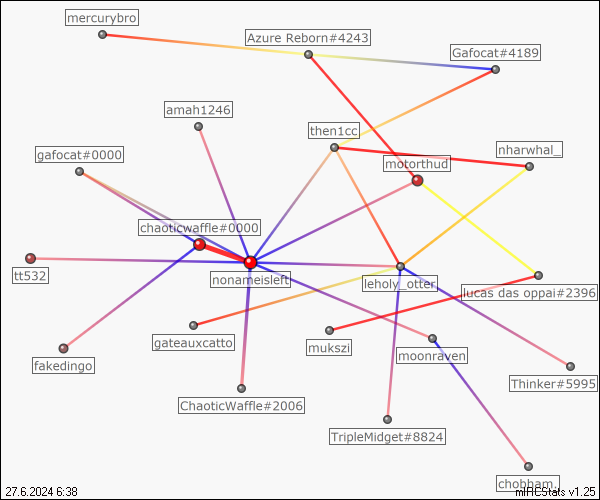 mercurybro
Azure Reborn#4243
Gafocat#4189
amah1246
then1cc
nharwhal_
gafocat#0000
motorthud
chaoticwaffle#0000
tt532
nonameisleft
leholy_otter
lucas das oppai#2396
gateauxcatto
mukszi
moonraven
fakedingo
Thinker#5995
ChaoticWaffle#2006
TripleMidget#8824
chobham.
27.6.2024 6:38
mIRCStats v1.25